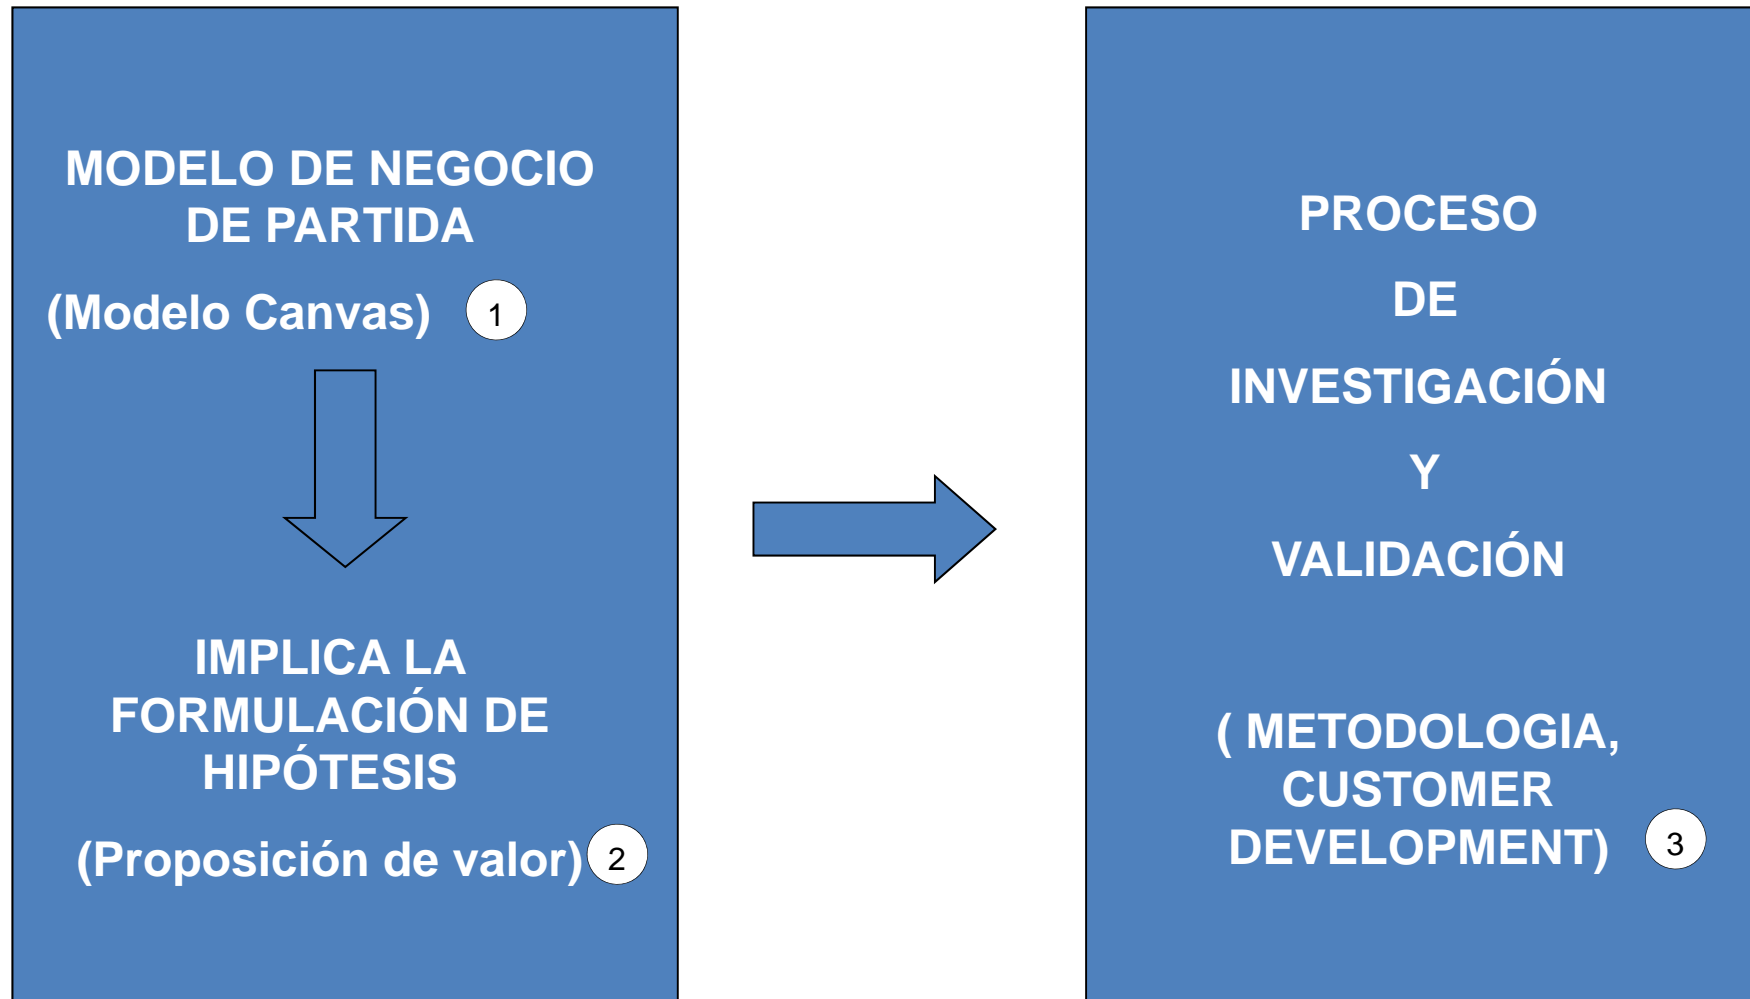 MODELO DE NEGOCIO
DE PARTIDA
(Modelo Canvas) 1
IMPLICA LA
FORMULACIÓN DE
HIPÓTESIS
(Proposición de valor) 2
PROCESO
DE
INVESTIGACIÓN
Y
VALIDACIÓN
( METODOLOGIA,
CUSTOMER
DEVELOPMENT) 3